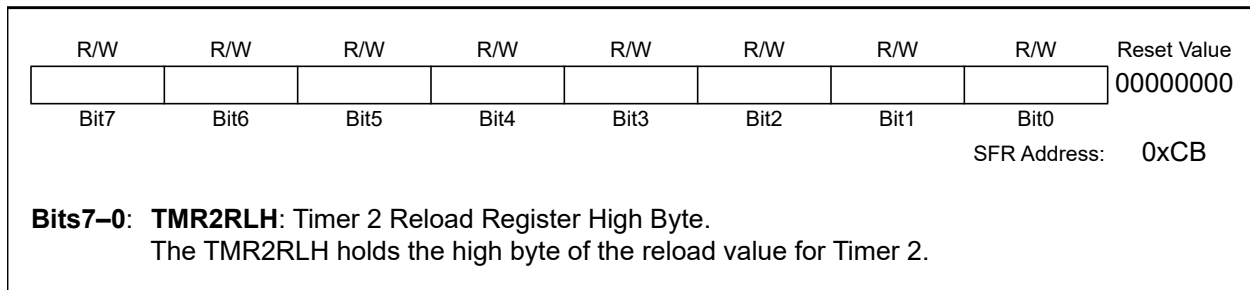 R/W R/W R/W R/W R/W R/W R/W R/W Reset Value
00000000
Bit7 Bit6 Bit5 Bit4 Bit3 Bit2 Bit1 Bit0
SFR Address: 0xCB
Bits7–0: TMR2RLH: Timer 2 Reload Register High Byte.
The TMR2RLH holds the high byte of the reload value for Timer 2.